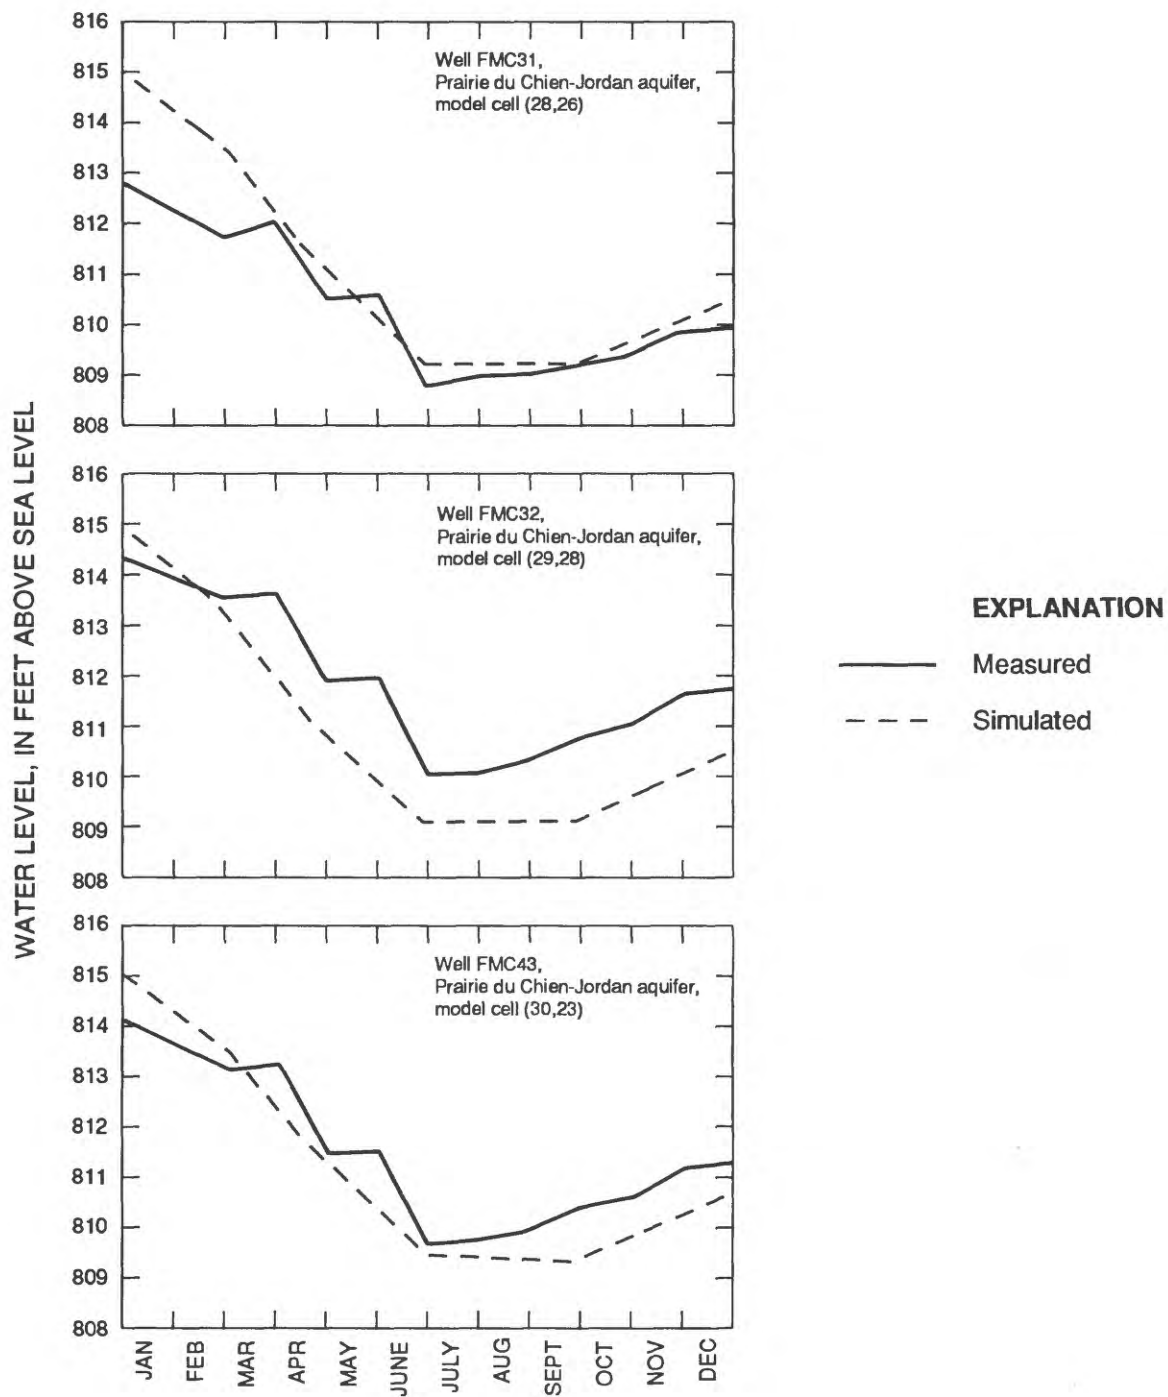 WATER LEVEL, IN FEET ABOVE SEA LEVEL
816
815
814
813
812
811
810
809
808
Well FMC31,
Prairie du Chien-Jordan aquifer,
model cell (28,26)
816
815
814
813
812
811
810
809
808
Well FMC32,
Prairie du Chien-Jordan aquifer,
model cell (29,28)
816
815
814
813
812
811
810
809
808
Well FMC43,
Prairie du Chien-Jordan aquifer,
model cell (30,23)
JAN
FEB
MAR
APR
MAY
JUNE
JULY
AUG
SEPT
OCT
NOV
DEC
EXPLANATION
Measured
Simulated